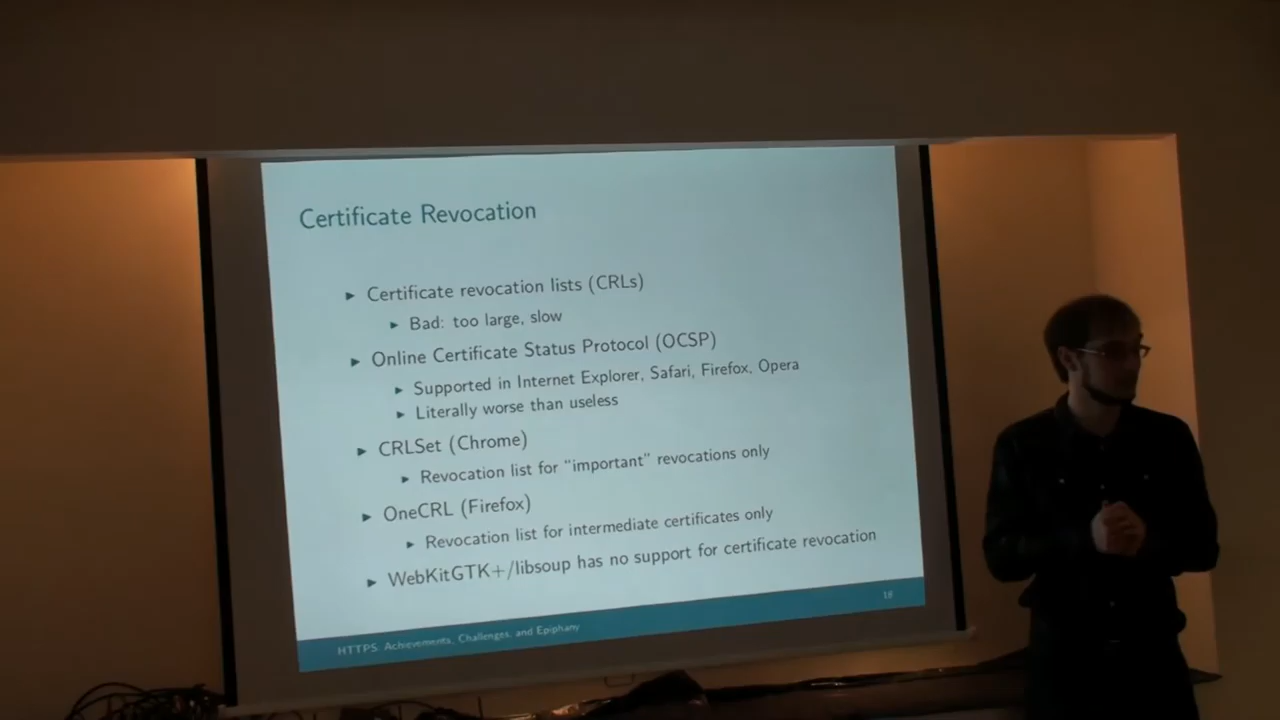 Certificate Revocation
► Certificate revocation lists (CRLs)
► Bad: too large, slow
► Online Certificate Status Protocol (OCSP)
► Supported in Internet Explorer, Safari, Firefox, Opera
► Literally worse than useless
► CRLSet (Chrome)
► Revocation list for "important" revocations only
► OneCRL (Firefox)
► Revocation list for intermediate certificates only
► WebKitGTK+/libsoup has no support for certificate revocation
16
HTTPS: Achievements, Challenges, and Epiphany